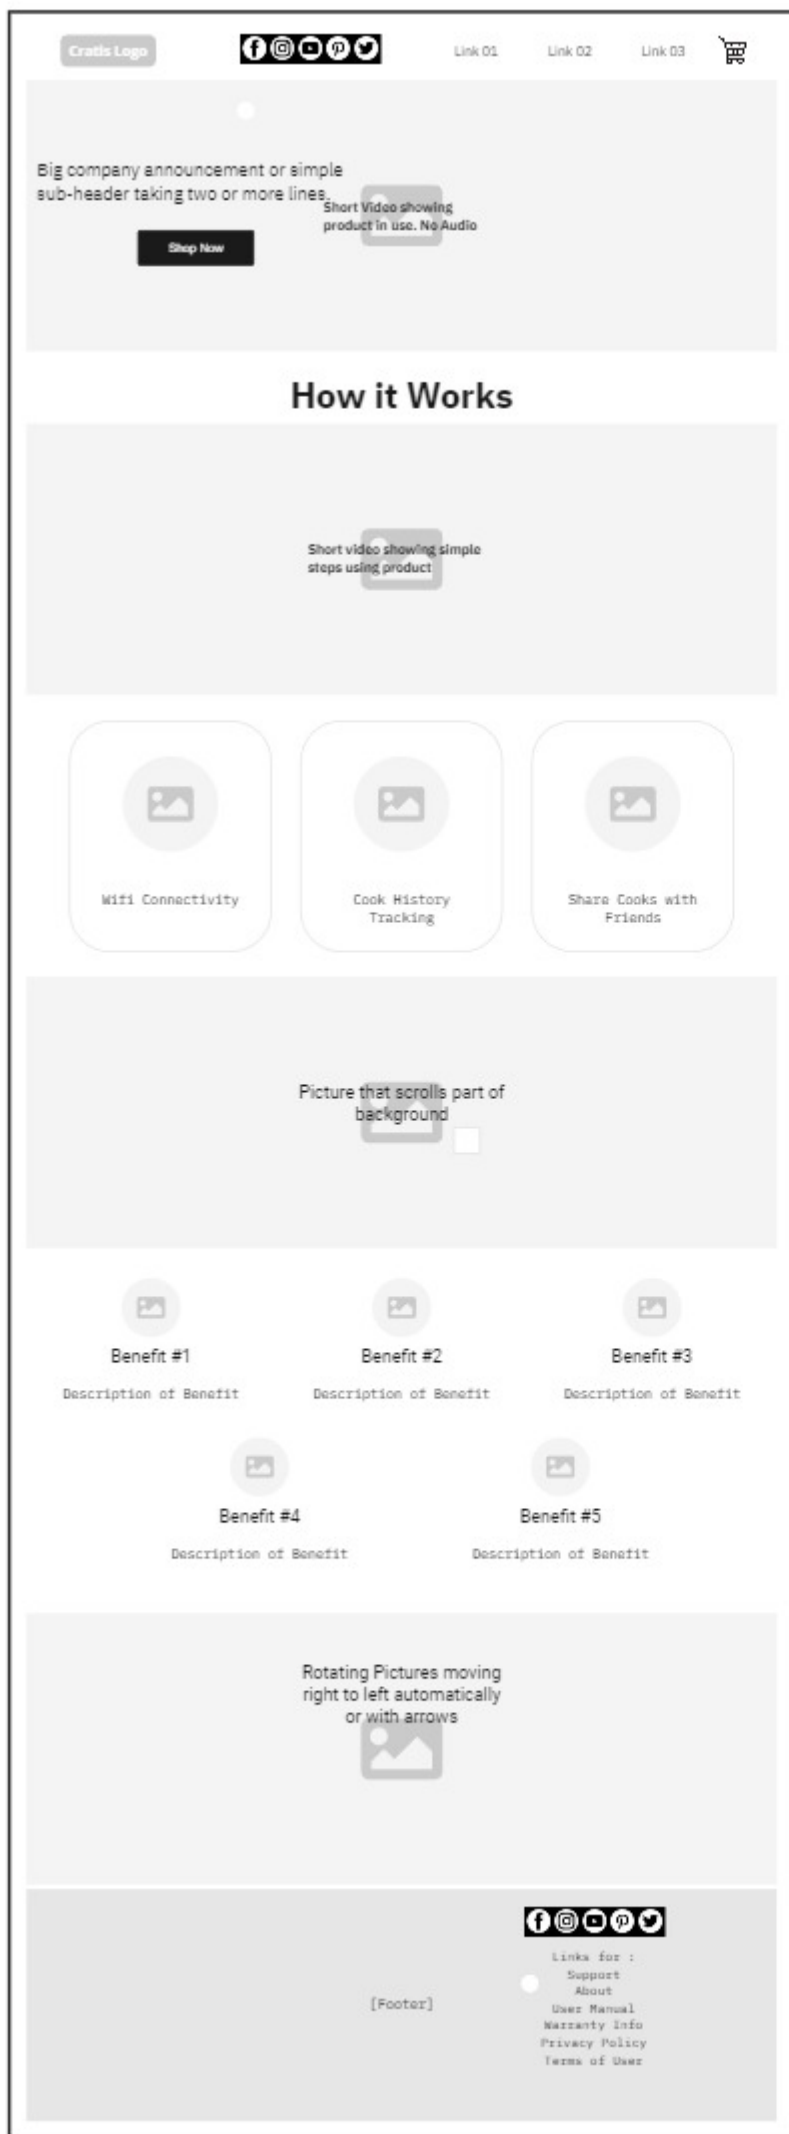 Cratis Logo
Link 01
Link 02
Link 03
Big company announcement or simple
sub-header taking two or more lines.
Short Video showing
product in use. No Audio
Shop Now
How it Works
Short video showing simple
steps using product
Wifi Connectivity
Cook History
Tracking
Share Cooks with
Friends
Picture that scrolls part of
background
Benefit #1
Benefit #2
Benefit #3
Description of Benefit
Description of Benefit
Description of Benefit
Benefit #4
Benefit #5
Description of Benefit
Description of Benefit
Rotating Pictures moving
right to left automatically
or with arrows
[Footer]
Links for :
Support
About
User Manual
Warranty Info
Privacy Policy
Terms of User